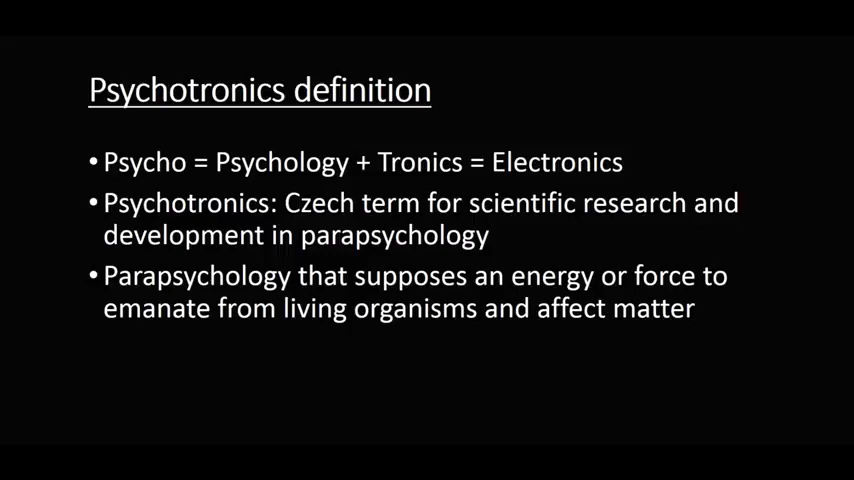 Psychotronics definition
• Psycho = Psychology + Tronics = Electronics
• Psychotronics: Czech term for scientific research and
development in parapsychology
• Parapsychology that supposes an energy or force to
emanate from living organisms and affect matter